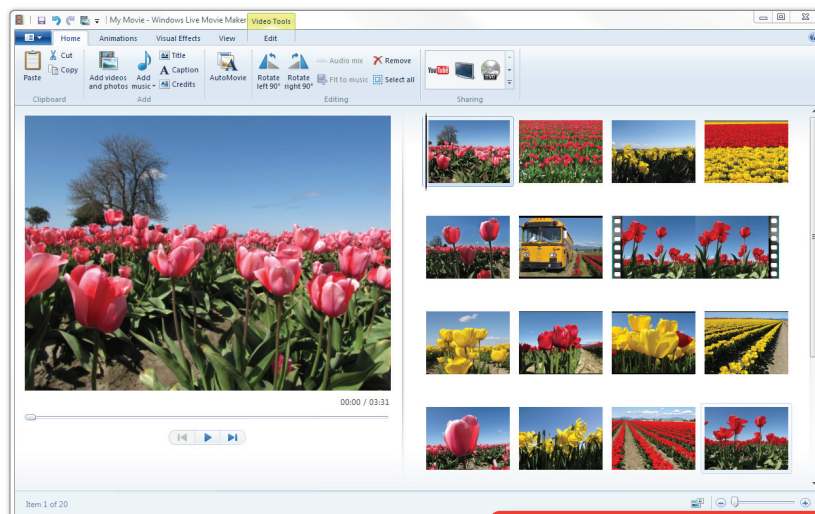 My Movie - Windows Live Movie Maker
Video Tools
Home Animations Visual Effects View Edit
Paste
Cut
Copy
Clipboard
Add videos
and photos
Add
music
Title
Caption
Credits
Add
AutoMovie
Rotate
left 90°
Rotate
right 90°
Audio mix
Fit to music
Remove
Select all
Editing
YouTube
Sharing
00:00 / 03:31
Item 1 of 20